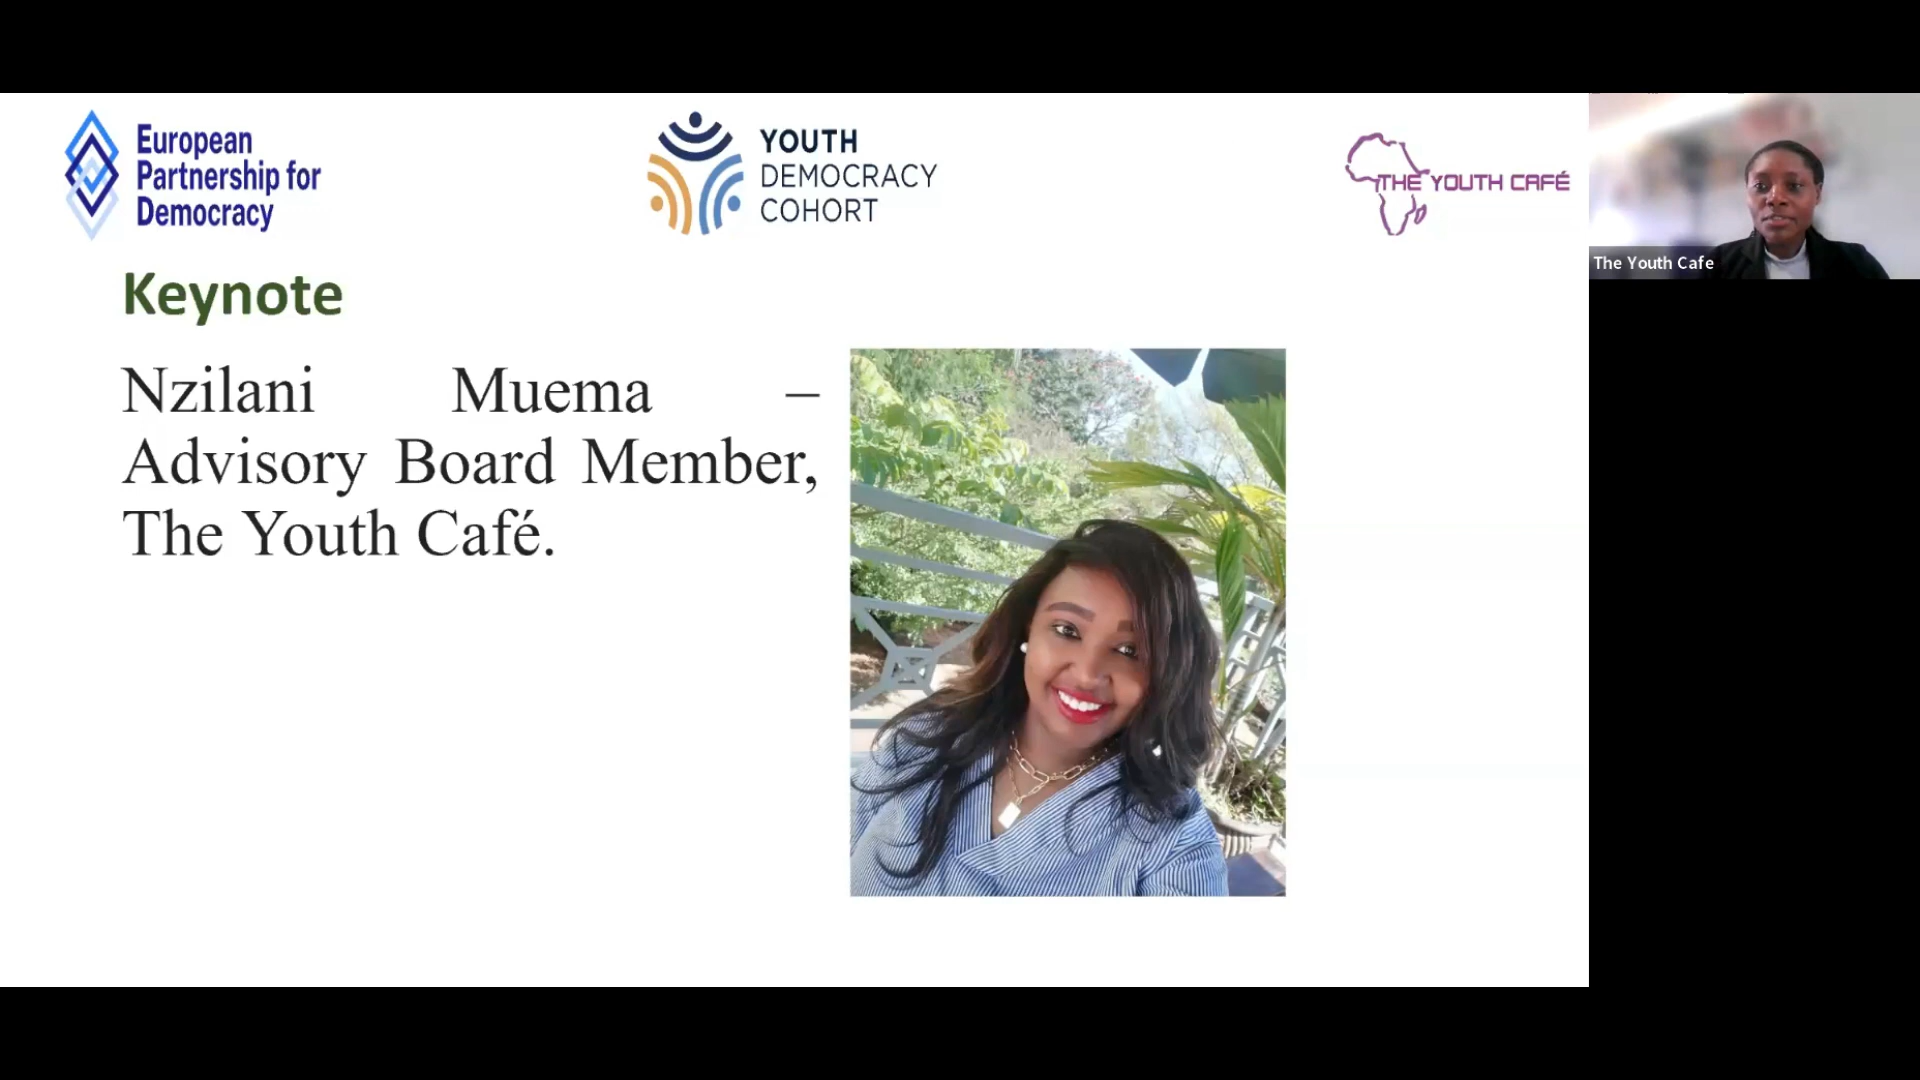 European
Partnership for
Democracy
YOUTH
DEMOCRACY
COHORT
THE YOUTH CAFÉ
The Youth Cafe
Keynote
Nzilani Muema –
Advisory Board Member,
The Youth Café.